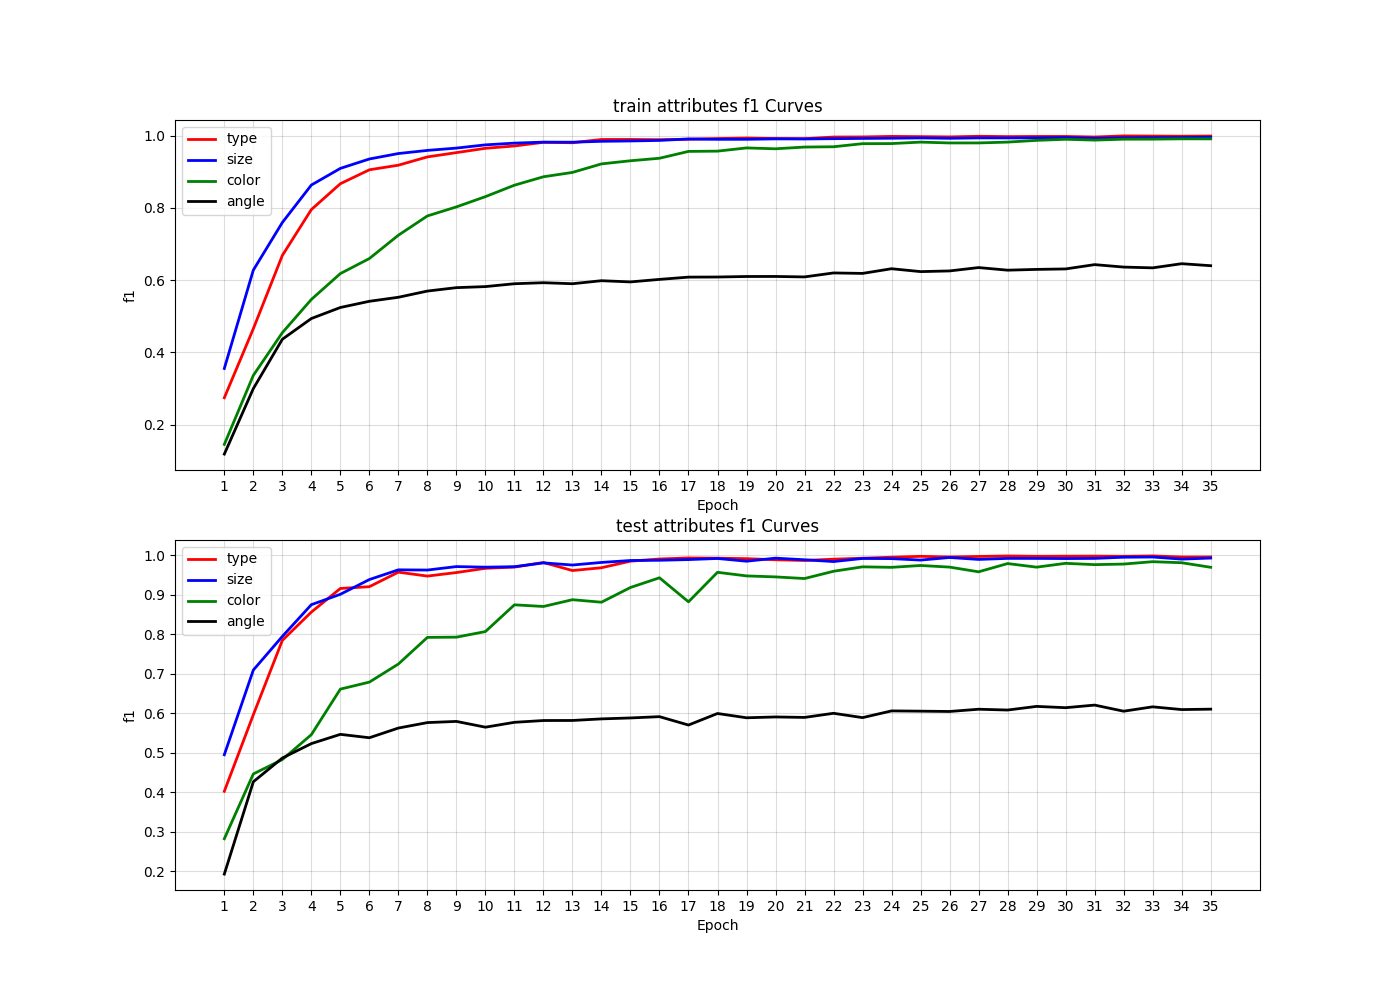 train attributes f1 Curves
1.0
0.8
0.6
0.4
0.2
f1
type
size
color
angle
1 2 3 4 5 6 7 8 9 10 11 12 13 14 15 16 17 18 19 20 21 22 23 24 25 26 27 28 29 30 31 32 33 34 35
Epoch
test attributes f1 Curves
1.0
0.9
0.8
0.7
0.6
0.5
0.4
0.3
0.2
f1
type
size
color
angle
1 2 3 4 5 6 7 8 9 10 11 12 13 14 15 16 17 18 19 20 21 22 23 24 25 26 27 28 29 30 31 32 33 34 35
Epoch